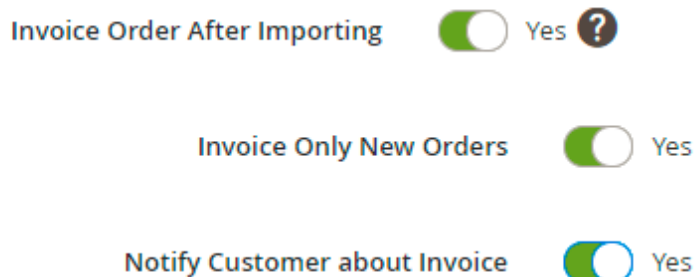 Invoice Order After Importing Yes ?
Invoice Only New Orders Yes
Notify Customer about Invoice Yes